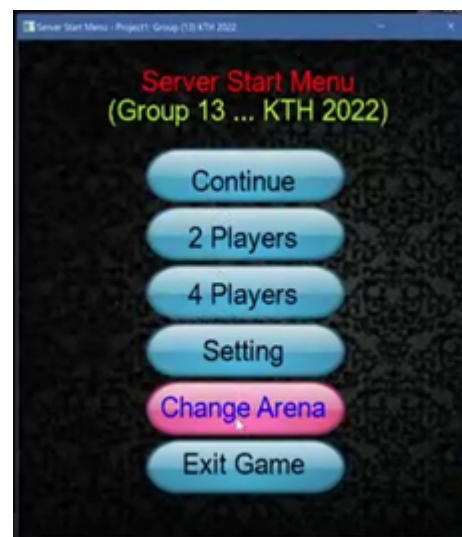 Server Start Menu - Project1: Group (13) KTH 2022
Server Start Menu
(Group 13 ... KTH 2022)
Continue
2 Players
4 Players
Setting
Change Arena
Exit Game